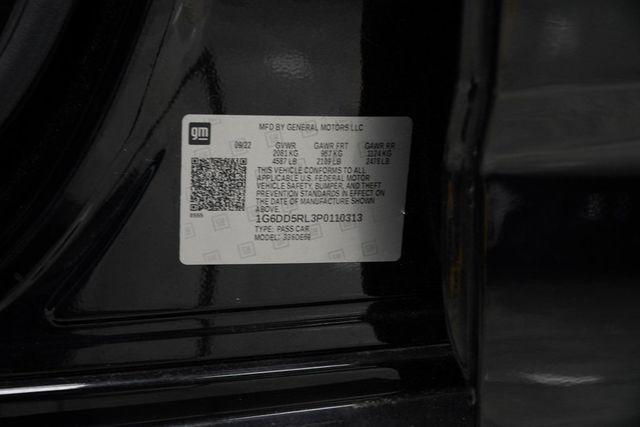 gm
MFD BY GENERAL MOTORS LLC
09/22 GVWR GAWR FRT GAWR RR
2081 KG 957 KG 1124 KG
4587 LB 2109 LB 2478 LB
THIS VEHICLE CONFORMS TO ALL
APPLICABLE U.S. FEDERAL MOTOR
VEHICLE SAFETY, BUMPER, AND THEFT
PREVENTION STANDARDS IN EFFECT ON
THE DATE OF MANUFACTURE SHOWN
ABOVE.
1G6DD5RL3P0110313
TYPE: PASS CAR
MODEL: